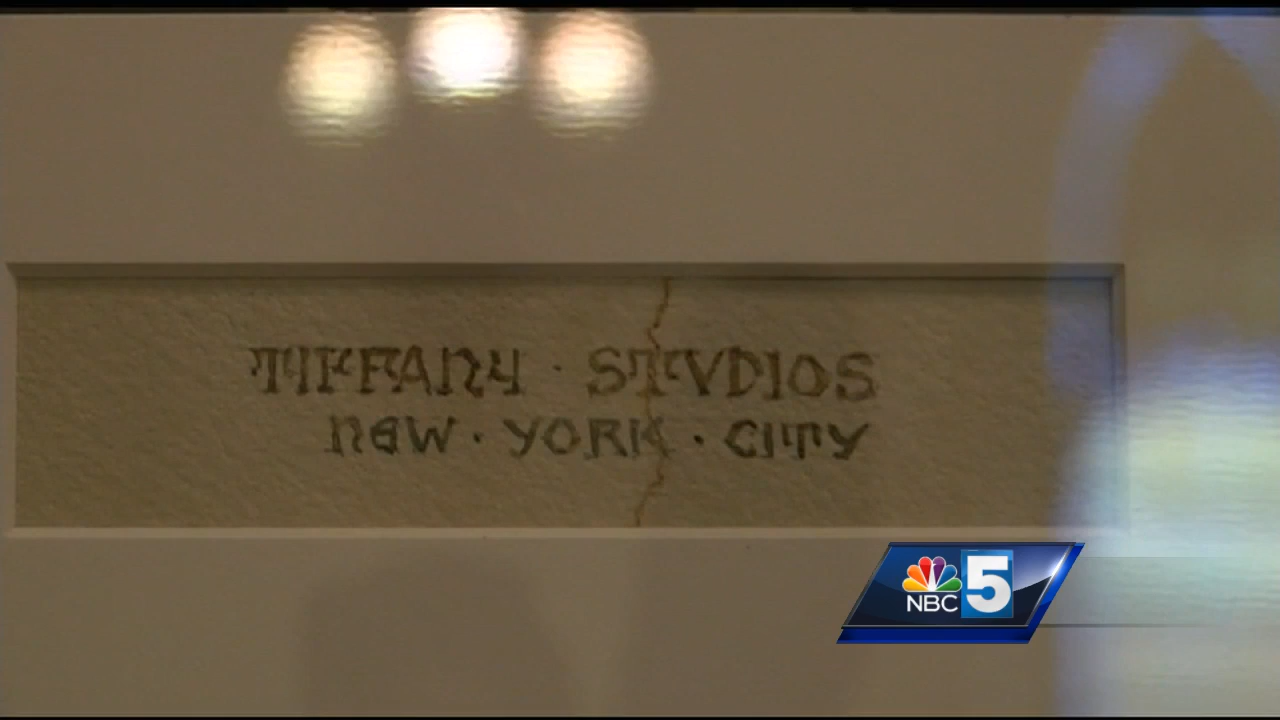 TIFFANY · STVDIOS
NEW · YORK · CITY
NBC 5